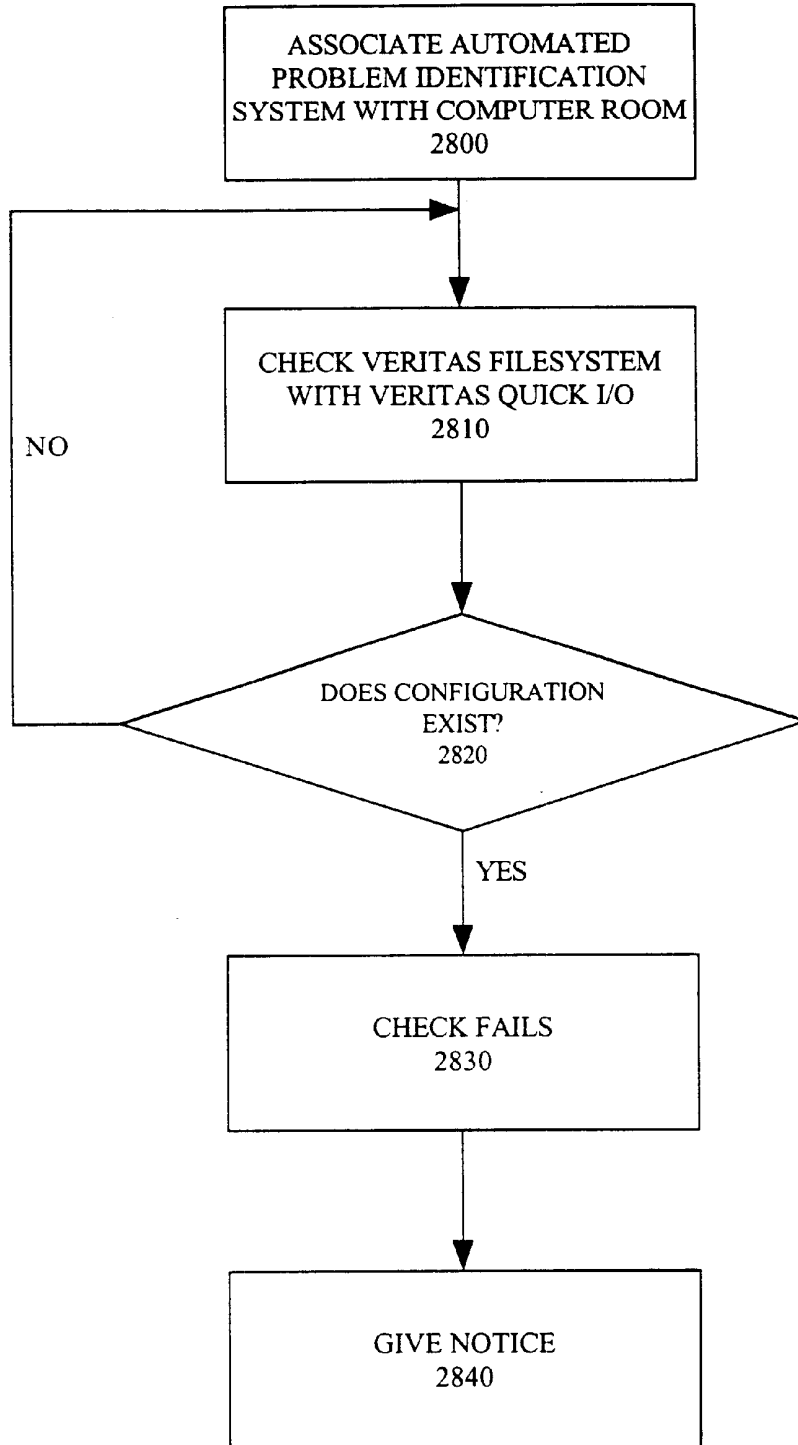 ASSOCIATE AUTOMATED
PROBLEM IDENTIFICATION
SYSTEM WITH COMPUTER ROOM
2800
CHECK VERITAS FILESYSTEM
WITH VERITAS QUICK I/O
2810
NO
DOES CONFIGURATION
EXIST?
2820
YES
CHECK FAILS
2830
GIVE NOTICE
2840